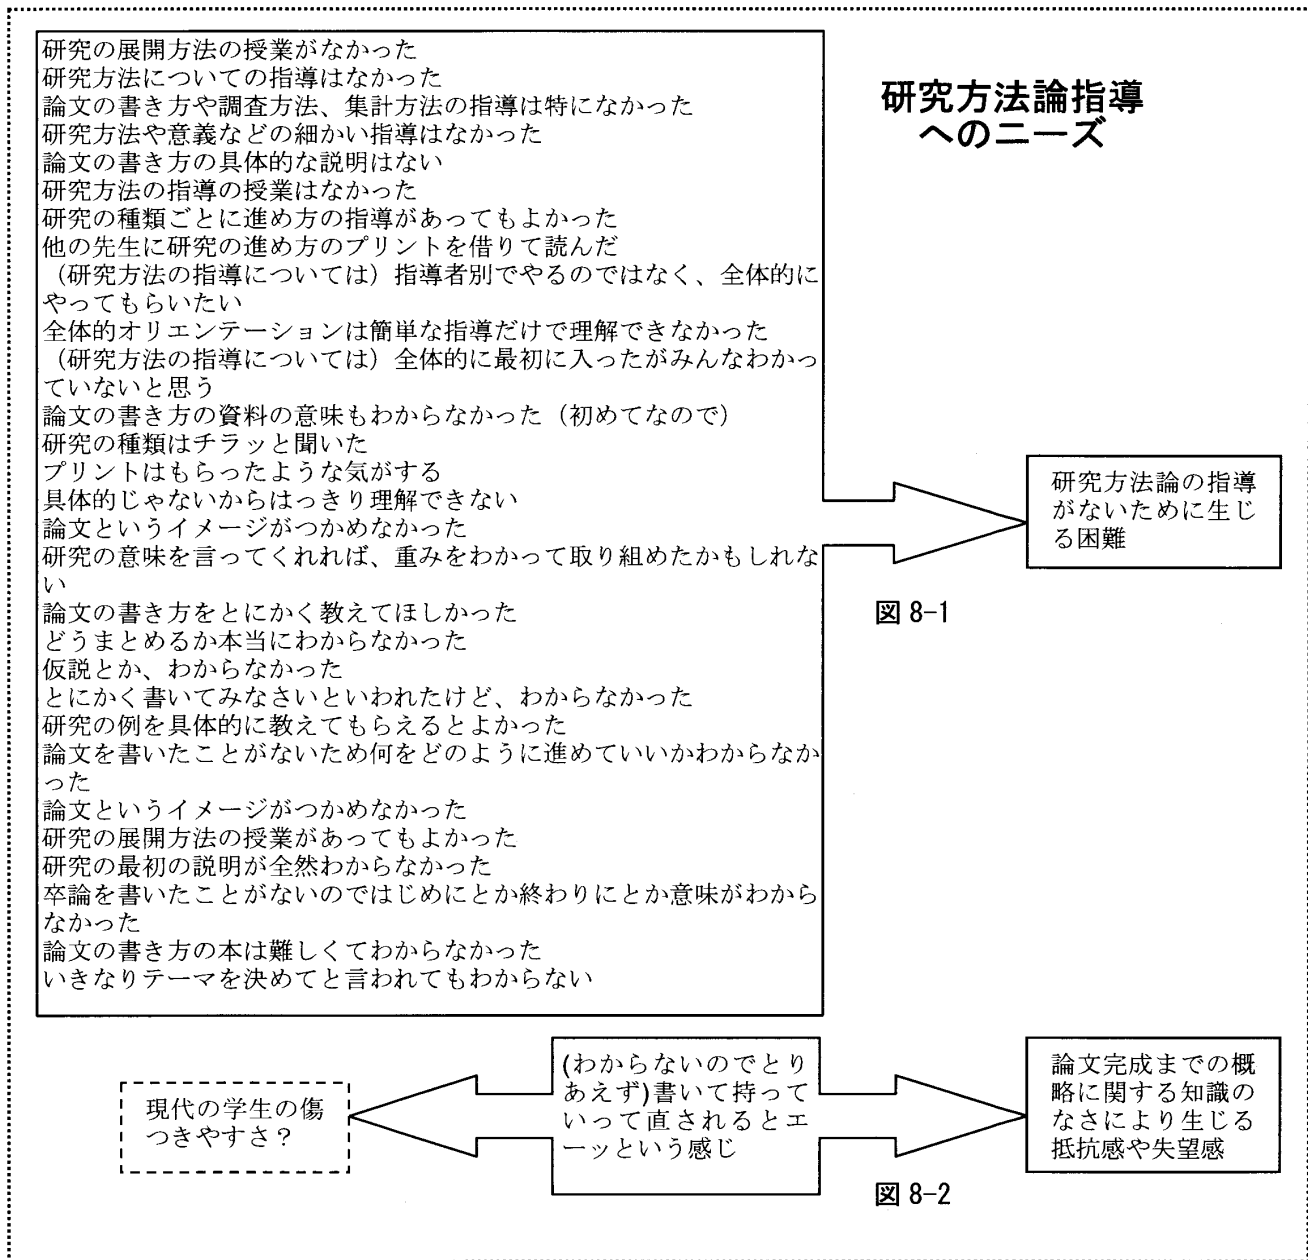 研究の展開方法の授業がなかった
研究方法についての指導はなかった
論文の書き方や調査方法、集計方法の指導は特になかった
研究方法や意義などの細かい指導はなかった
論文の書き方の具体的な説明はない
研究方法の指導の授業はなかった
研究の種類ごとに進め方の指導があってもよかった
他の先生に研究の進め方のプリントを借りて読んだ
（研究方法の指導については）指導者別でやるのではなく、全体的に
やってもらいたい
全体的オリエンテーションは簡単な指導だけで理解できなかった
（研究方法の指導については）全体的に最初に入ったがみんなわかっ
ていないと思う
論文の書き方の資料の意味もわからなかった（初めてなので）
研究の種類はチラッと聞いた
プリントはもらったような気がする
具体的じゃないからはっきり理解できない
論文というイメージがつかめなかった
研究の意味を言ってくれれば、重みをわかって取り組めたかもしれな
い
論文の書き方をとにかく教えてほしかった
どうまとめるか本当にわからなかった
仮説とか、わからなかった
とにかく書いてみなさいといわれたけど、わからなかった
研究の例を具体的に教えてもらえるとよかった
論文を書いたことがないため何をどのように進めていいかわからなか
った
論文というイメージがつかめなかった
研究の展開方法の授業があってもよかった
研究の最初の説明が全然わからなかった
卒論を書いたことがないのではじめにとか終わりにとか意味がわから
なかった
論文の書き方の本は難しくてわからなかった
いきなりテーマを決めてと言われてもわからない
研究方法論指導
へのニーズ
研究方法論の指導
がないために生じ
る困難
図 8-1
現代の学生の傷
つきやすさ？
(わからないのでとり
あえず)書いて持って
いって直されるとエ
ーッという感じ
論文完成までの概
略に関する知識の
なさにより生じる
抵抗感や失望感
図 8-2